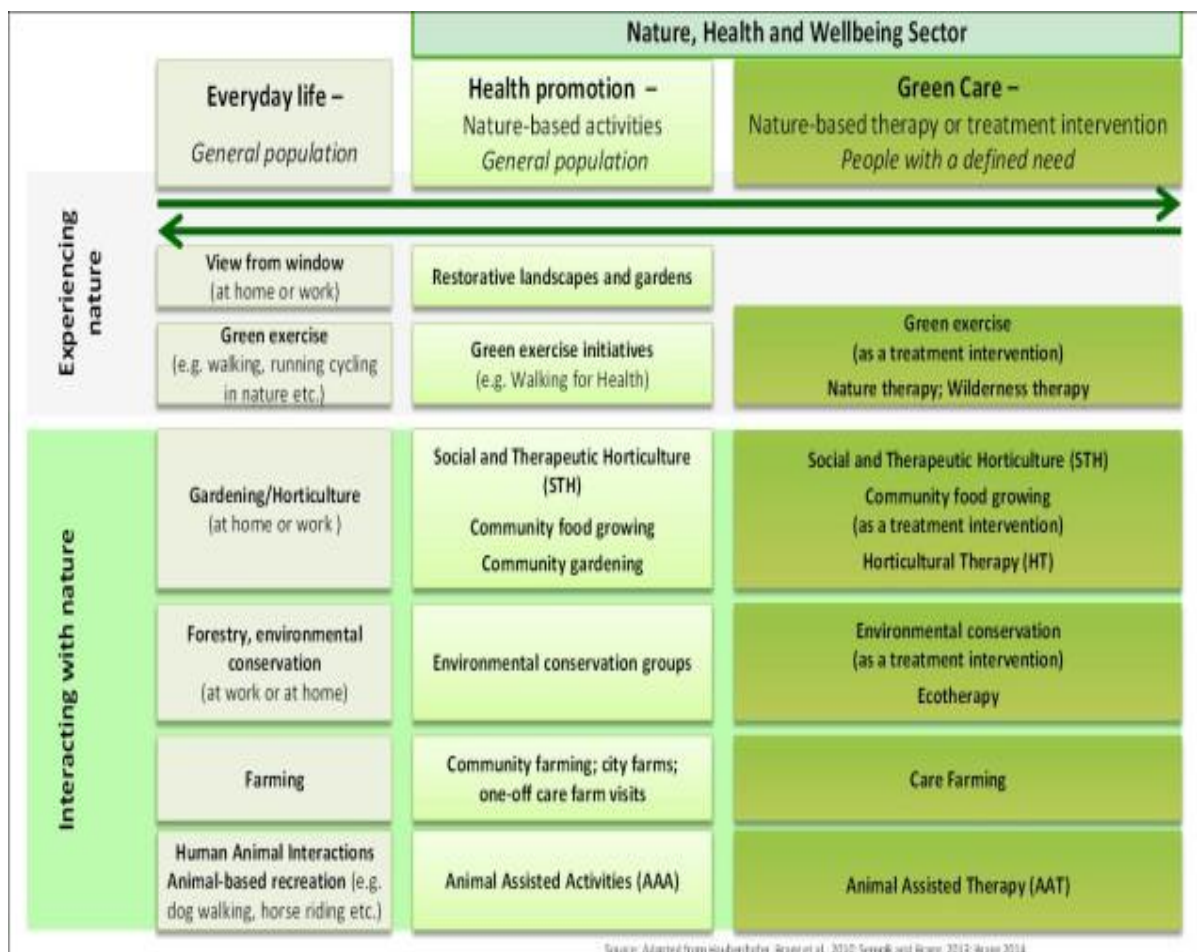 Nature, Health and Wellbeing Sector
Everyday life –
General population
Health promotion –
Nature-based activities
General population
Green Care –
Nature-based therapy or treatment intervention
People with a defined need
Experiencing
nature
View from window
(at home or work)
Restorative landscapes and gardens
Green exercise
(e.g. walking, running cycling
in nature etc.)
Green exercise initiatives
(e.g. Walking for Health)
Green exercise
(as a treatment intervention)
Nature therapy; Wilderness therapy
Interacting with nature
Gardening/Horticulture
(at home or work )
Social and Therapeutic Horticulture
(STH)
Community food growing
Community gardening
Social and Therapeutic Horticulture (STH)
Community food growing
(as a treatment intervention)
Horticultural Therapy (HT)
Forestry, environmental
conservation
(at work or at home)
Environmental conservation groups
Environmental conservation
(as a treatment intervention)
Ecotherapy
Farming
Community farming; city farms;
one-off care farm visits
Care Farming
Human Animal Interactions
Animal-based recreation (e.g.
dog walking, horse riding etc.)
Animal Assisted Activities (AAA)
Animal Assisted Therapy (AAT)
Source: Adapted from